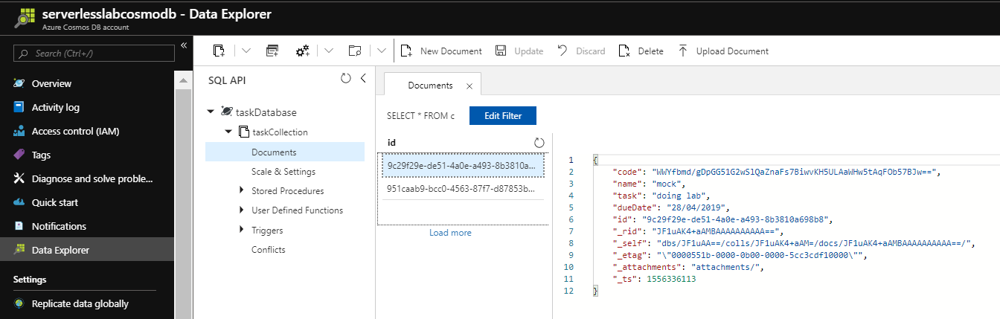 serverlesslabcosmodb - Data Explorer
Azure Cosmos DB account
Search (Ctrl+/)
«
Overview
Activity log
Access control (IAM)
Tags
Diagnose and solve proble...
Quick start
Notifications
Data Explorer
Settings
Replicate data globally
New Document
Update
Discard
Delete
Upload Document
SQL API
taskDatabase
taskCollection
Documents
Scale & Settings
Stored Procedures
User Defined Functions
Triggers
Conflicts
Documents
SELECT * FROM c
Edit Filter
id
9c29f29e-de51-4a0e-a493-8b3810a...
951caab9-bcc0-4563-87f7-d87853b...
Load more
1 {
2 "code": "WWYfbmd/gDpGG51G2wSlQaZnaFs7BiwvKH5ULAaWHw5tAqFOb57BJw==",
3 "name": "mock",
4 "task": "doing lab",
5 "dueDate": "28/04/2019",
6 "id": "9c29f29e-de51-4a0e-a493-8b3810a698b8",
7 "_rid": "JF1uAK4+aAMBAAAAAAAAAA==",
8 "_self": "dbs/JF1uAA==/colls/JF1uAK4+aAM=/docs/JF1uAK4+aAMBAAAAAAAAAA==/",
9 "_etag": "\"0000551b-0000-0b00-0000-5cc3cdf10000\"",
10 "_attachments": "attachments/",
11 "_ts": 1556336113
12 }